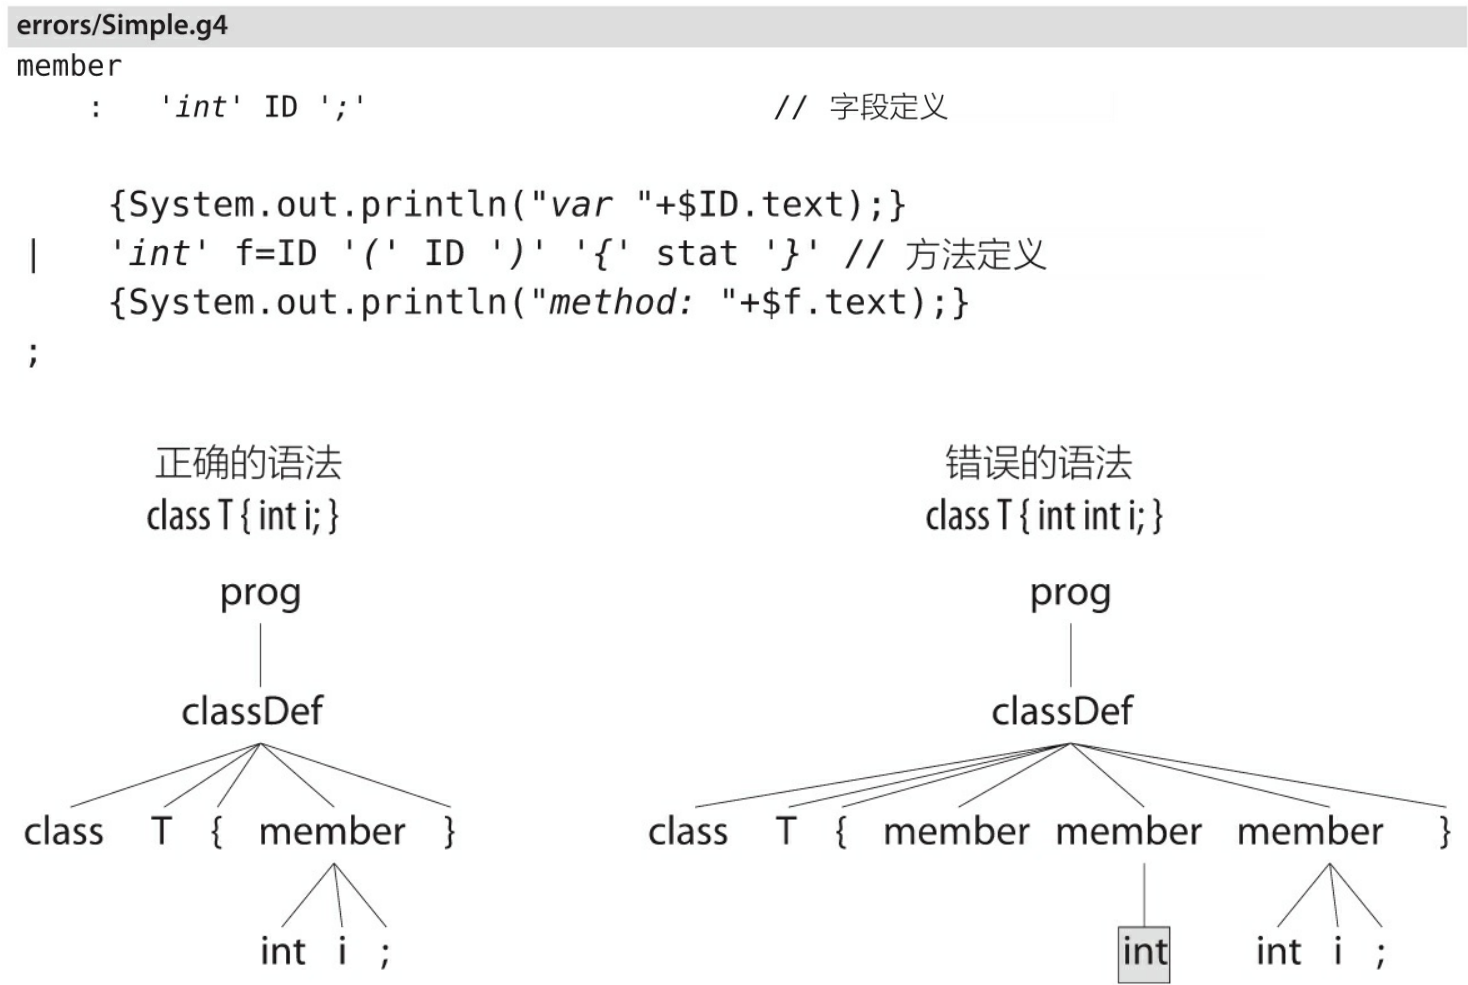 errors/Simple.g4
member
: 'int' ID ';' // 字段定义
{System.out.println("var "+$ID.text);}
| 'int' f=ID '(' ID ')' '{' stat '}' // 方法定义
{System.out.println("method: "+$f.text);}
;
正确的语法 错误的语法
class T { int i; } class T { int int i; }
prog prog
classDef classDef
class T { member } class T { member member member }
int i ; int int i ;